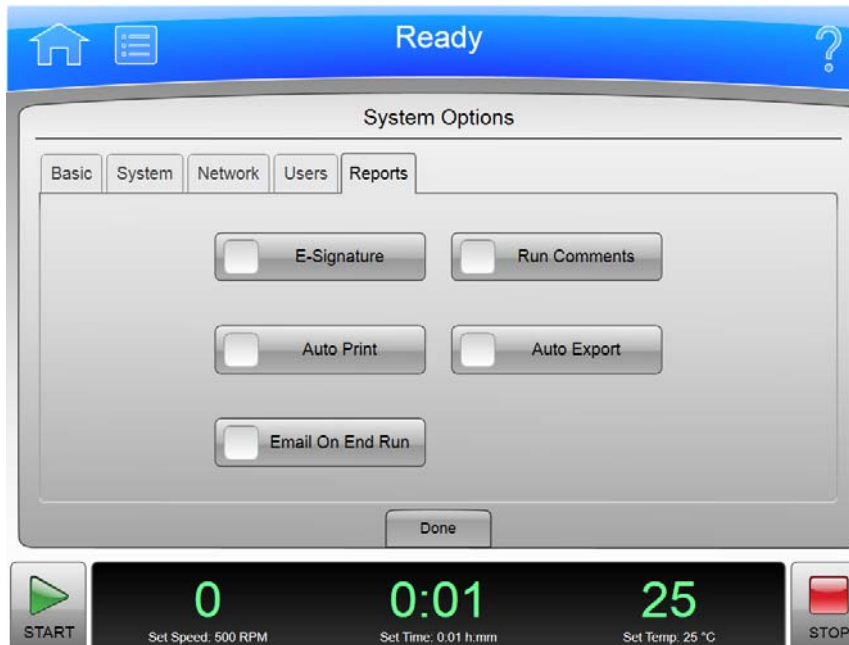 Ready
?
System Options
Basic System Network Users Reports
E-Signature Run Comments
Auto Print Auto Export
Email On End Run
Done
0 0:01 25
START Set Speed: 500 RPM Set Time: 0:01 h:mm Set Temp: 25 °C STOP